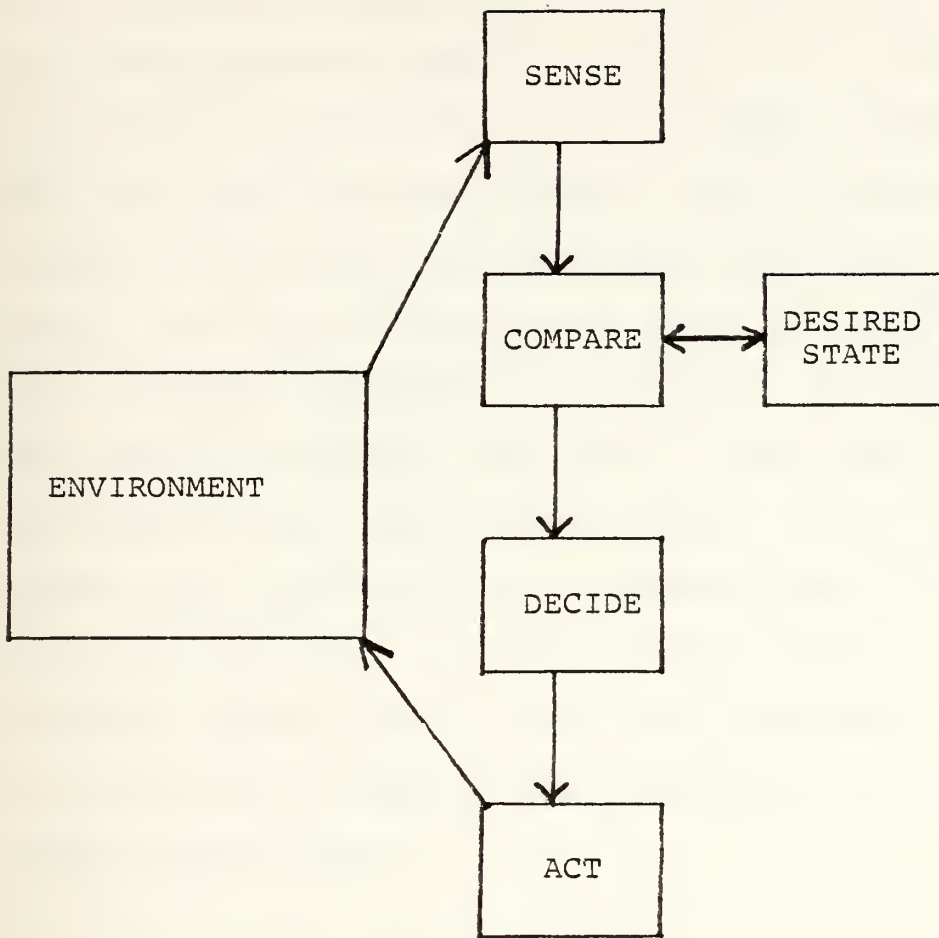 SENSE
COMPARE
DESIRED
STATE
ENVIRONMENT
DECIDE
ACT